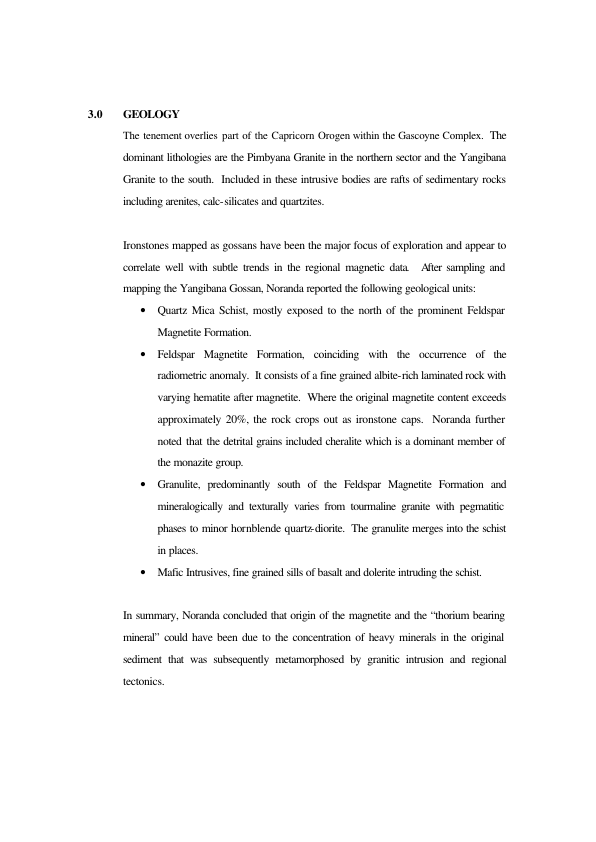 3.0 GEOLOGY
The tenement overlies part of the Capricorn Orogen within the Gascoyne Complex. The
dominant lithologies are the Pimbyana Granite in the northern sector and the Yangibana
Granite to the south. Included in these intrusive bodies are rafts of sedimentary rocks
including arenites, calc-silicates and quartzites.
Ironstones mapped as gossans have been the major focus of exploration and appear to
correlate well with subtle trends in the regional magnetic data. After sampling and
mapping the Yangibana Gossan, Noranda reported the following geological units:
• Quartz Mica Schist, mostly exposed to the north of the prominent Feldspar
Magnetite Formation.
• Feldspar Magnetite Formation, coinciding with the occurrence of the
radiometric anomaly. It consists of a fine grained albite-rich laminated rock with
varying hematite after magnetite. Where the original magnetite content exceeds
approximately 20%, the rock crops out as ironstone caps. Noranda further
noted that the detrital grains included cheralite which is a dominant member of
the monazite group.
• Granulite, predominantly south of the Feldspar Magnetite Formation and
mineralogically and texturally varies from tourmaline granite with pegmatitic
phases to minor hornblende quartz-diorite. The granulite merges into the schist
in places.
• Mafic Intrusives, fine grained sills of basalt and dolerite intruding the schist.
In summary, Noranda concluded that origin of the magnetite and the “thorium bearing
mineral” could have been due to the concentration of heavy minerals in the original
sediment that was subsequently metamorphosed by granitic intrusion and regional
tectonics.